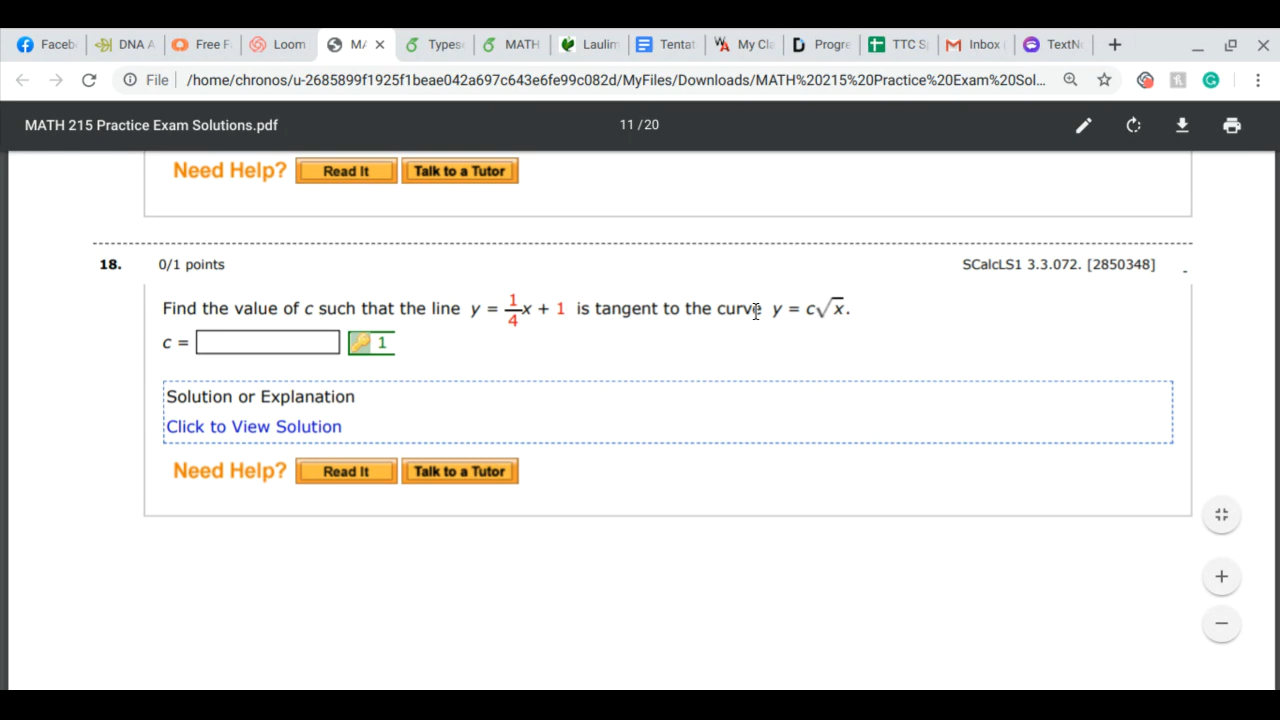 Faceb DNA A Free F Loom MA Typese MATH Laulim Tentat My Cla Progre TTC S Inbox TextN
File /home/chronos/u-2685899f1925f1beae042a697c643e6fe99c082d/MyFiles/Downloads/MATH%20215%20Practice%20Exam%20Sol...
MATH 215 Practice Exam Solutions.pdf 11 / 20
Need Help? Read It Talk to a Tutor
18. 0/1 points SCalcLS1 3.3.072. [2850348]
Find the value of c such that the line y = 1/4 x + 1 is tangent to the curve y = c√x.
c = 1
Solution or Explanation
Click to View Solution
Need Help? Read It Talk to a Tutor